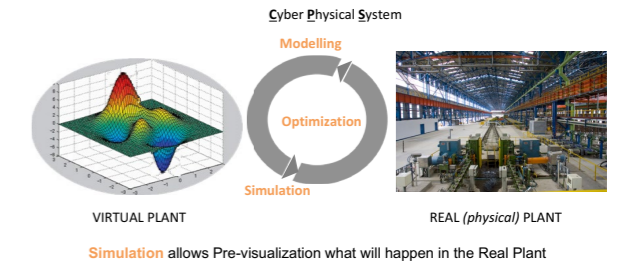 Cyber Physical System
Modelling
Optimization
Simulation
VIRTUAL PLANT
REAL (physical) PLANT
Simulation allows Pre-visualization what will happen in the Real Plant